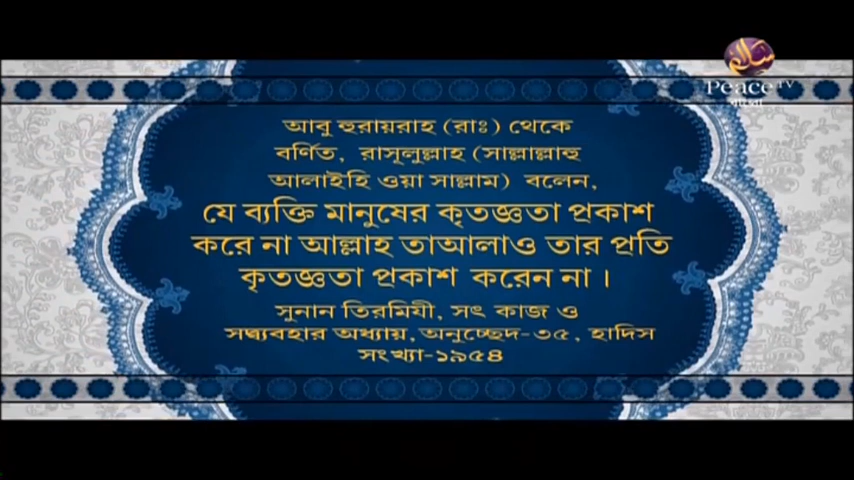 سلام
Peace TV
বাংলা
আবু হুরায়রাহ (রাঃ) থেকে
বর্ণিত, রাসূলুল্লাহ (সাল্লাল্লাহু
আলাইহি ওয়া সাল্লাম) বলেন,
যে ব্যক্তি মানুষের কৃতজ্ঞতা প্রকাশ
করে না আল্লাহ তাআলাও তার প্রতি
কৃতজ্ঞতা প্রকাশ করেন না ।
সুনান তিরমিযী, সৎ কাজ ও
সদ্ব্যবহার অধ্যায়, অনুচ্ছেদ-৩৫, হাদিস
সংখ্যা-১৯৫৪